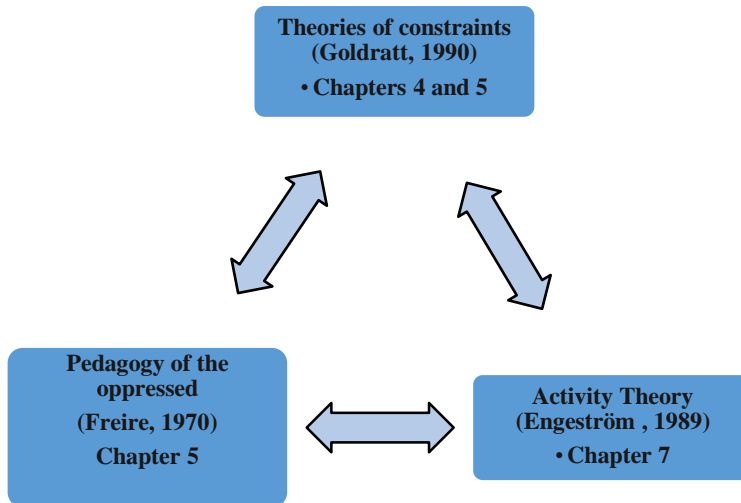 Theories of constraints
(Goldratt, 1990)
• Chapters 4 and 5
Pedagogy of the
oppressed
(Freire, 1970)
Chapter 5
Activity Theory
(Engeström , 1989)
• Chapter 7